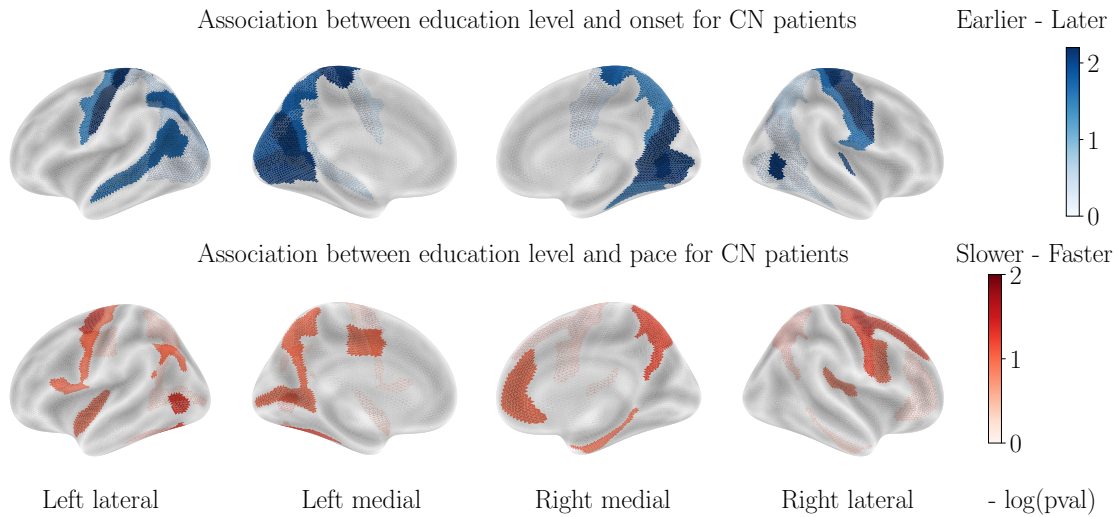 Association between education level and onset for CN patients
Earlier - Later
2
1
0
Association between education level and pace for CN patients
Slower - Faster
2
1
0
Left lateral
Left medial
Right medial
Right lateral
- log(pval)